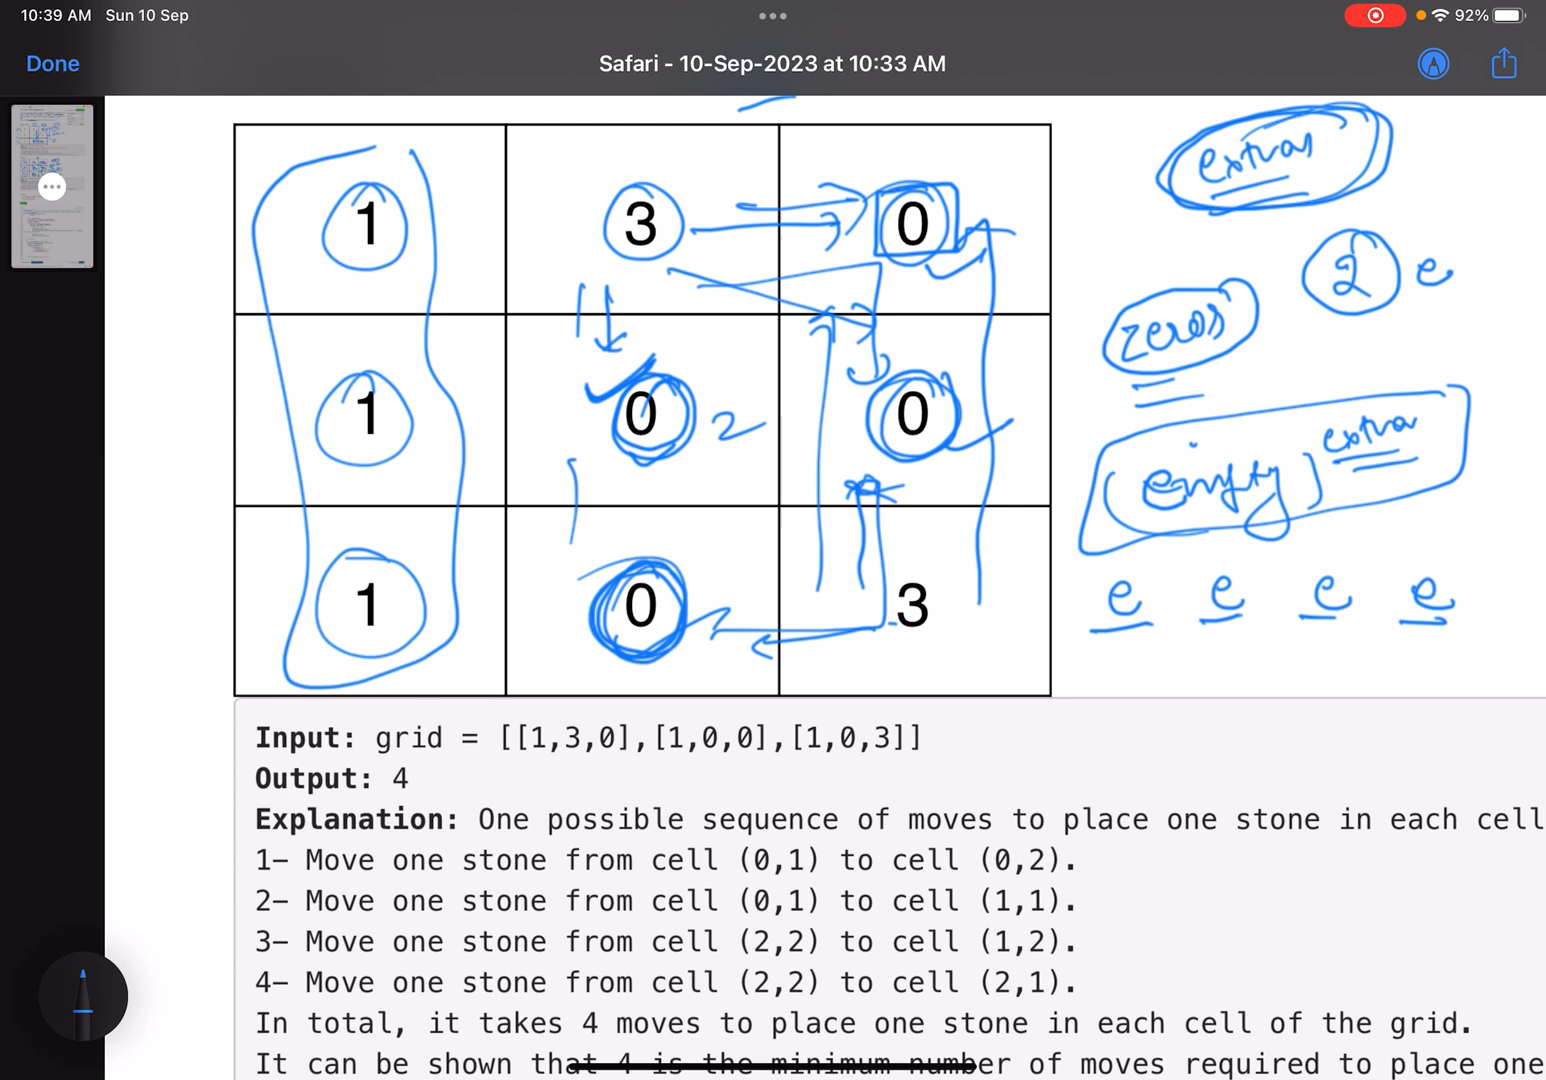 10:39 AM Sun 10 Sep
92%
Done
Safari - 10-Sep-2023 at 10:33 AM
1 3 0
1 0 2 0
1 0 3
extras
2 e
zeros
(empty) extra
e e e e
Input: grid = [[1,3,0],[1,0,0],[1,0,3]]
Output: 4
Explanation: One possible sequence of moves to place one stone in each cell
1- Move one stone from cell (0,1) to cell (0,2).
2- Move one stone from cell (0,1) to cell (1,1).
3- Move one stone from cell (2,2) to cell (1,2).
4- Move one stone from cell (2,2) to cell (2,1).
In total, it takes 4 moves to place one stone in each cell of the grid.
It can be shown that 4 is the minimum number of moves required to place one